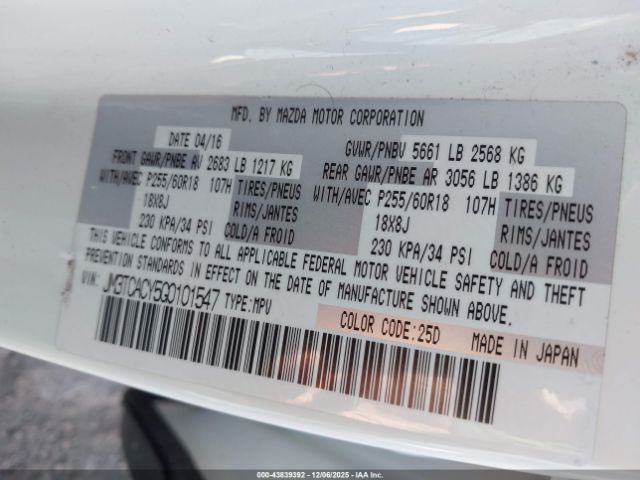 MFD. BY MAZDA MOTOR CORPORATION
DATE 04/16
GVWR/PNBV 5661 LB 2568 KG
FRONT GAWR/PNBE AV 2683 LB 1217 KG
REAR GAWR/PNBE AR 3056 LB 1386 KG
WITH/AVEC P255/60R18 107H TIRES/PNEUS
18X8J RIMS/JANTES
230 KPA/34 PSI COLD/A FROID
WITH/AVEC P255/60R18 107H TIRES/PNEUS
18X8J RIMS/JANTES
230 KPA/34 PSI COLD/A FROID
THIS VEHICLE CONFORMS TO ALL APPLICABLE FEDERAL MOTOR VEHICLE SAFETY AND THEFT
PREVENTION STANDARDS IN EFFECT ON THE DATE OF MANUFACTURE SHOWN ABOVE.
VIN: JM3TCACY5G0101547 TYPE:MPV
COLOR CODE:25D MADE IN JAPAN
00-43839392 | 12/06/2025 - IAAI.COM